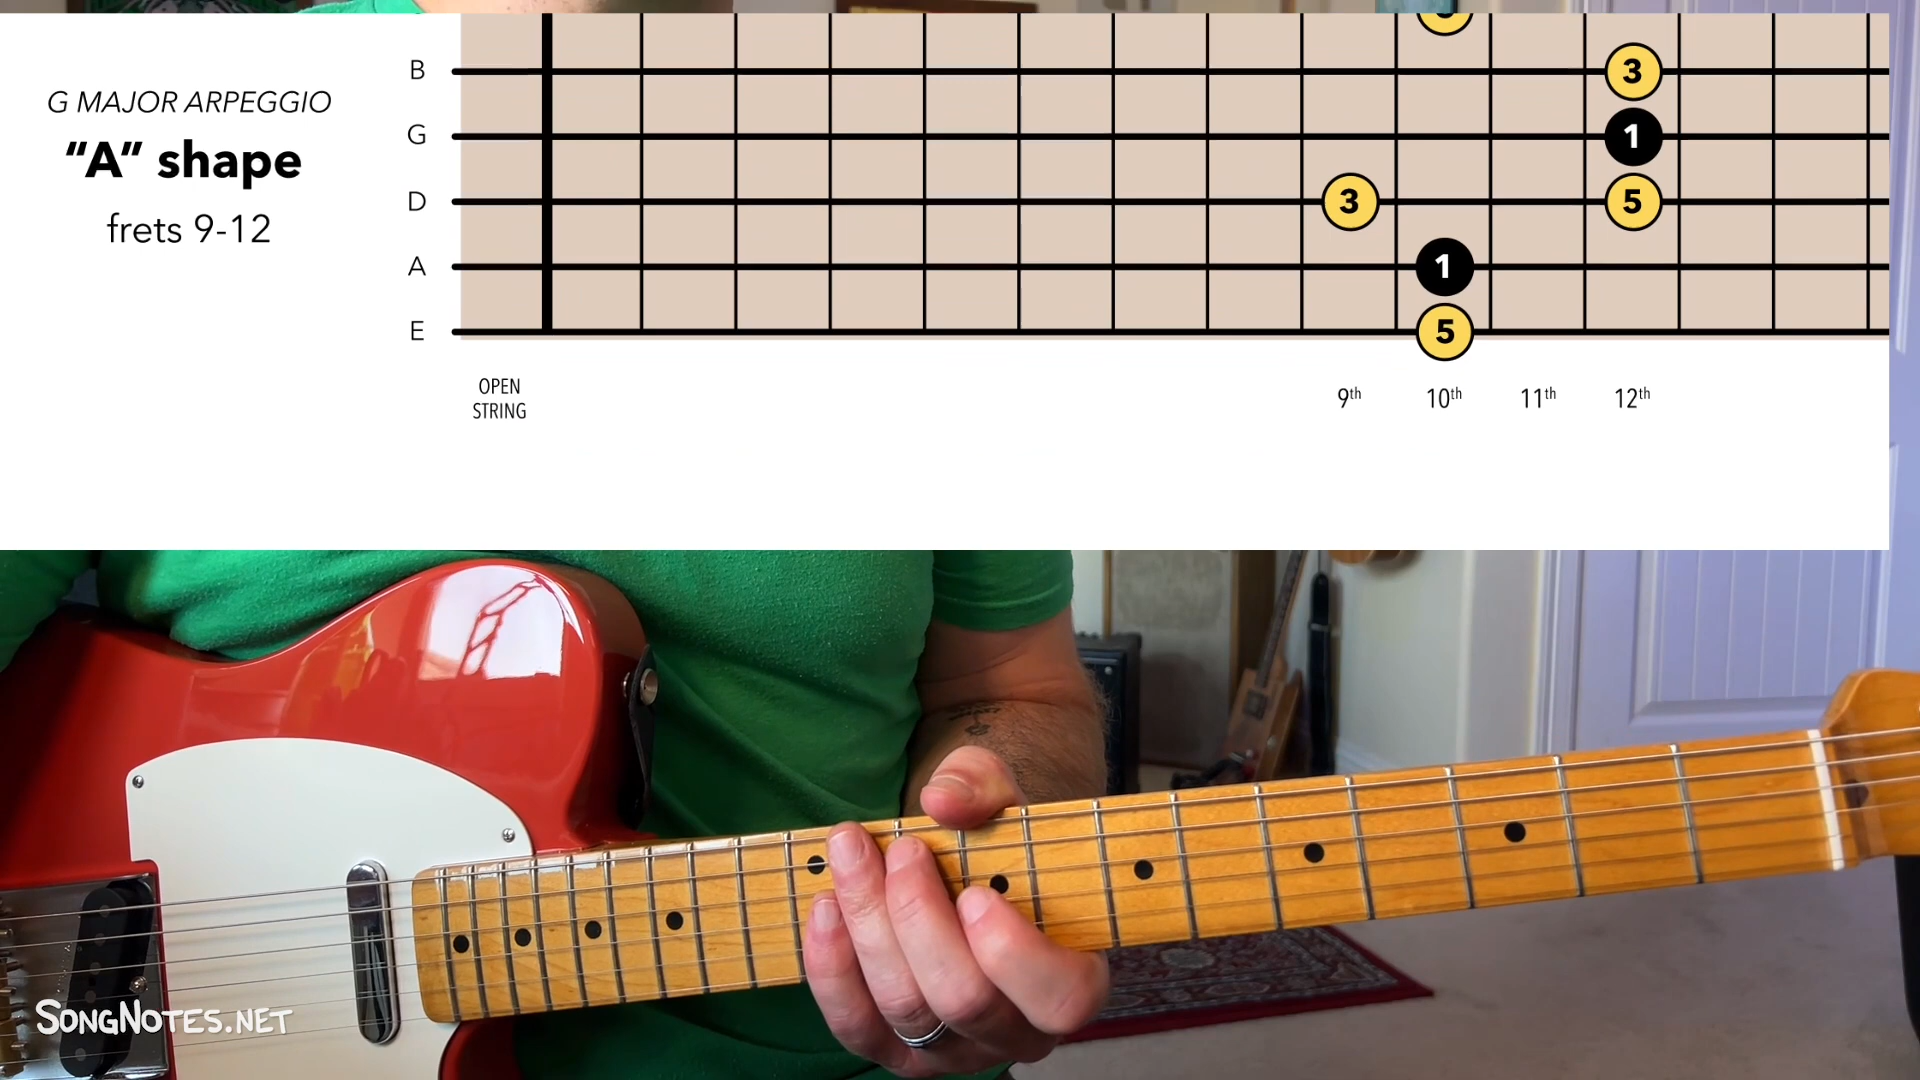 G MAJOR ARPEGGIO
“A” shape
frets 9-12
B
3
G
1
D
3
5
A
1
E
5
OPEN
STRING
9th
10th
11th
12th
SONGNOTES.NET